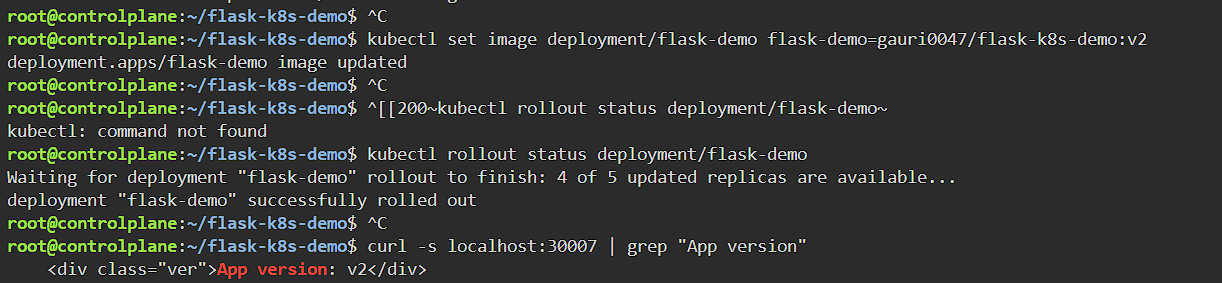 root@controlplane:~/flask-k8s-demo$ ^C
root@controlplane:~/flask-k8s-demo$ kubectl set image deployment/flask-demo flask-demo=gauri0047/flask-k8s-demo:v2
deployment.apps/flask-demo image updated
root@controlplane:~/flask-k8s-demo$ ^C
root@controlplane:~/flask-k8s-demo$ ^[[200~kubectl rollout status deployment/flask-demo~
kubectl: command not found
root@controlplane:~/flask-k8s-demo$ kubectl rollout status deployment/flask-demo
Waiting for deployment "flask-demo" rollout to finish: 4 of 5 updated replicas are available...
deployment "flask-demo" successfully rolled out
root@controlplane:~/flask-k8s-demo$ ^C
root@controlplane:~/flask-k8s-demo$ curl -s localhost:30007 | grep "App version"
    <div class="ver">App version: v2</div>